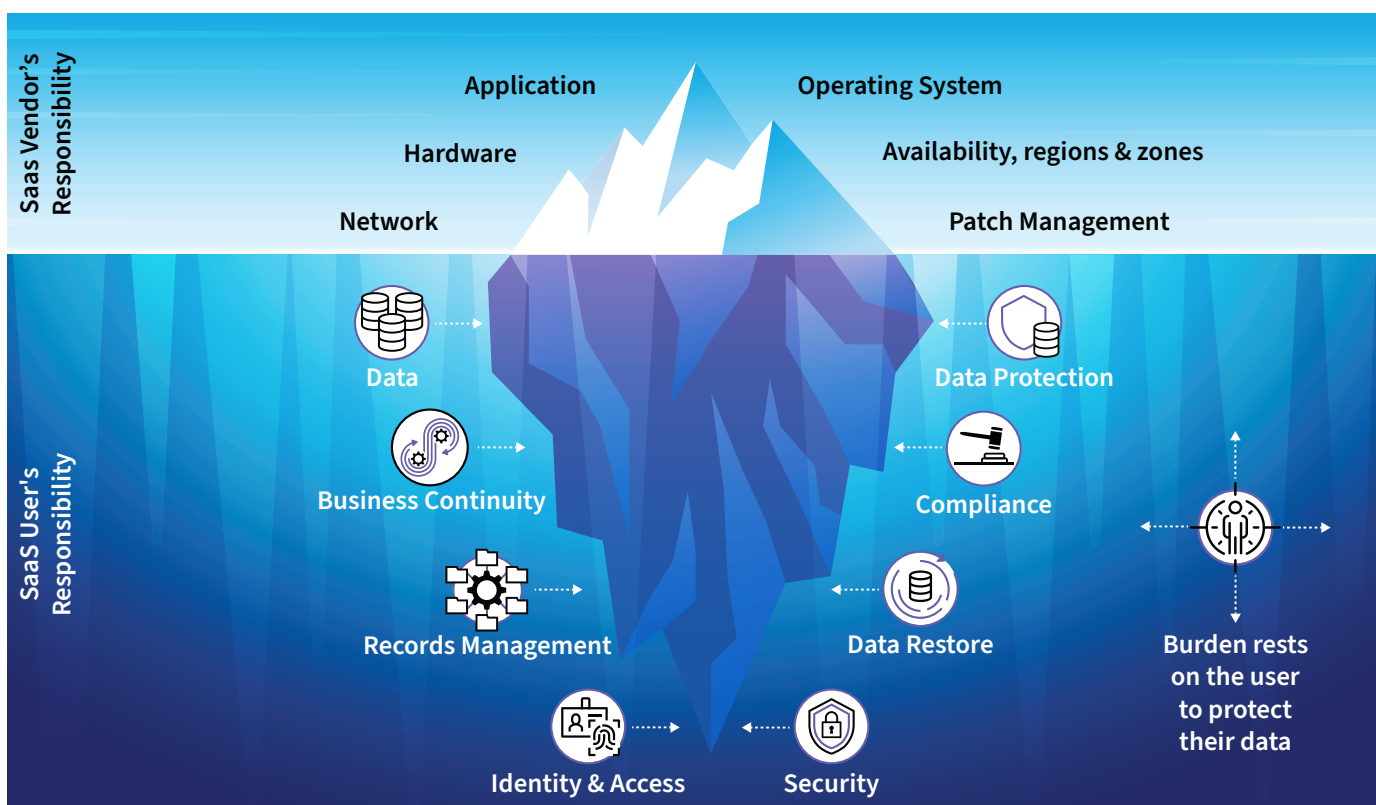 Saas Vendor's
Responsibility
Application
Operating System
Hardware
Availability, regions & zones
Network
Patch Management
SaaS User's
Responsibility
Data
Data Protection
Business Continuity
Compliance
Records Management
Data Restore
Identity & Access
Security
Burden rests
on the user
to protect
their data